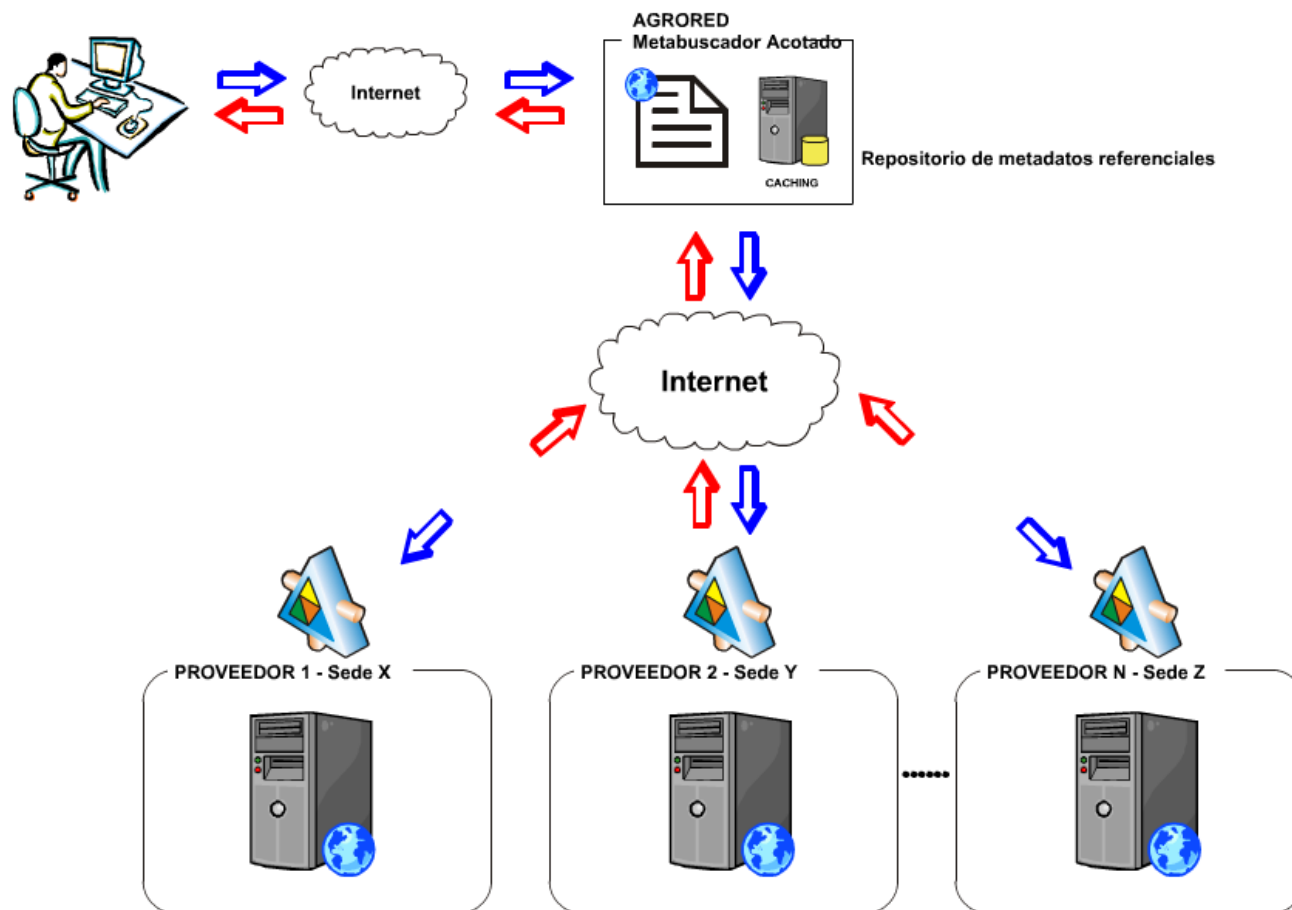 AGRORED
Metabuscador Acotado
Internet
CACHING
Repositorio de metadatos referenciales
Internet
PROVEEDOR 1 - Sede X
PROVEEDOR 2 - Sede Y
PROVEEDOR N - Sede Z
......